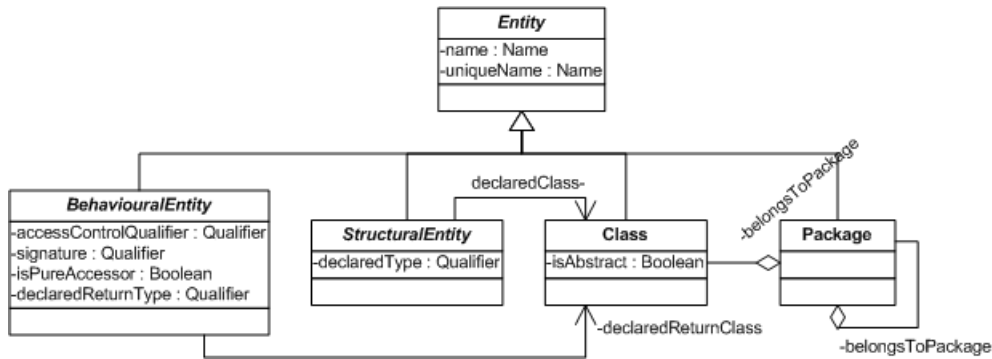 Entity
-name : Name
-uniqueName : Name
declaredClass-
-belongsToPackage
BehaviouralEntity
-accessControlQualifier : Qualifier
-signature : Qualifier
-isPureAccessor : Boolean
-declaredReturnType : Qualifier
StructuralEntity
-declaredType : Qualifier
Class
-isAbstract : Boolean
Package
-declaredReturnClass
-belongsToPackage